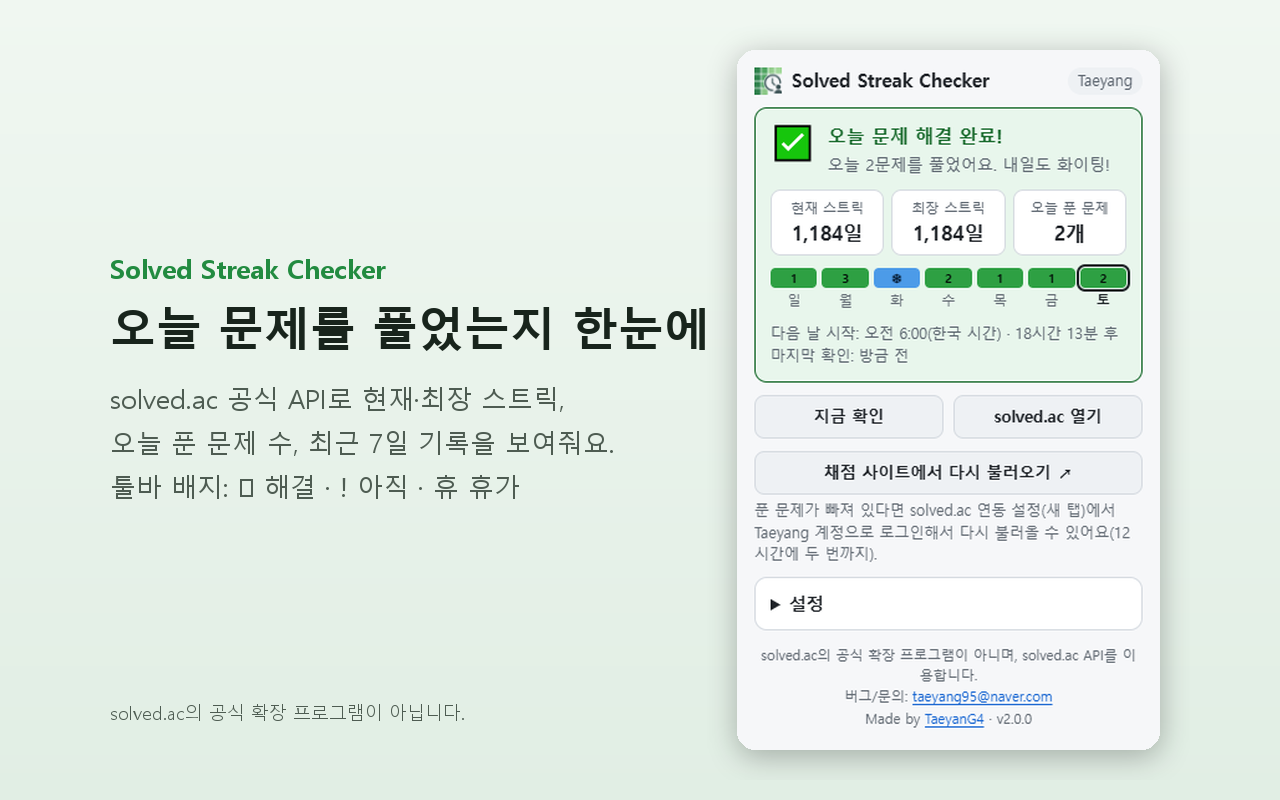 Solved Streak Checker
오늘 문제를 풀었는지 한눈에
solved.ac 공식 API로 현재·최장 스트릭,
오늘 푼 문제 수, 최근 7일 기록을 보여줘요.
툴바 배지: ▯ 해결 · ! 아직 · 휴 휴가
solved.ac의 공식 확장 프로그램이 아닙니다.
Solved Streak Checker
Taeyang
오늘 문제 해결 완료!
오늘 2문제를 풀었어요. 내일도 화이팅!
현재 스트릭 최장 스트릭 오늘 푼 문제
1,184일 1,184일 2개
1 3 ❄ 2 1 1 2
일 월 화 수 목 금 토
다음 날 시작: 오전 6:00(한국 시간) · 18시간 13분 후
마지막 확인: 방금 전
지금 확인 solved.ac 열기
채점 사이트에서 다시 불러오기 ↗
푼 문제가 빠져 있다면 solved.ac 연동 설정(새 탭)에서
Taeyang 계정으로 로그인해서 다시 불러올 수 있어요(12
시간에 두 번까지).
▶ 설정
solved.ac의 공식 확장 프로그램이 아니며, solved.ac API를 이
용합니다.
버그/문의: taeyang95@naver.com
Made by TaeyanG4 · v2.0.0